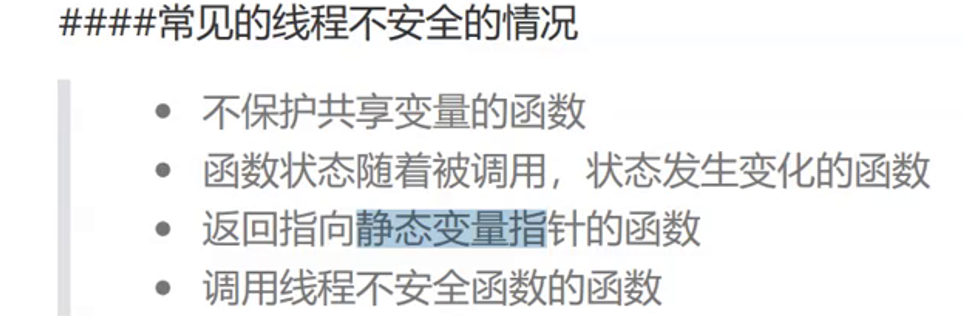 ####常见的线程不安全的情况
不保护共享变量的函数
函数状态随着被调用，状态发生变化的函数
返回指向静态变量指针的函数
调用线程不安全函数的函数